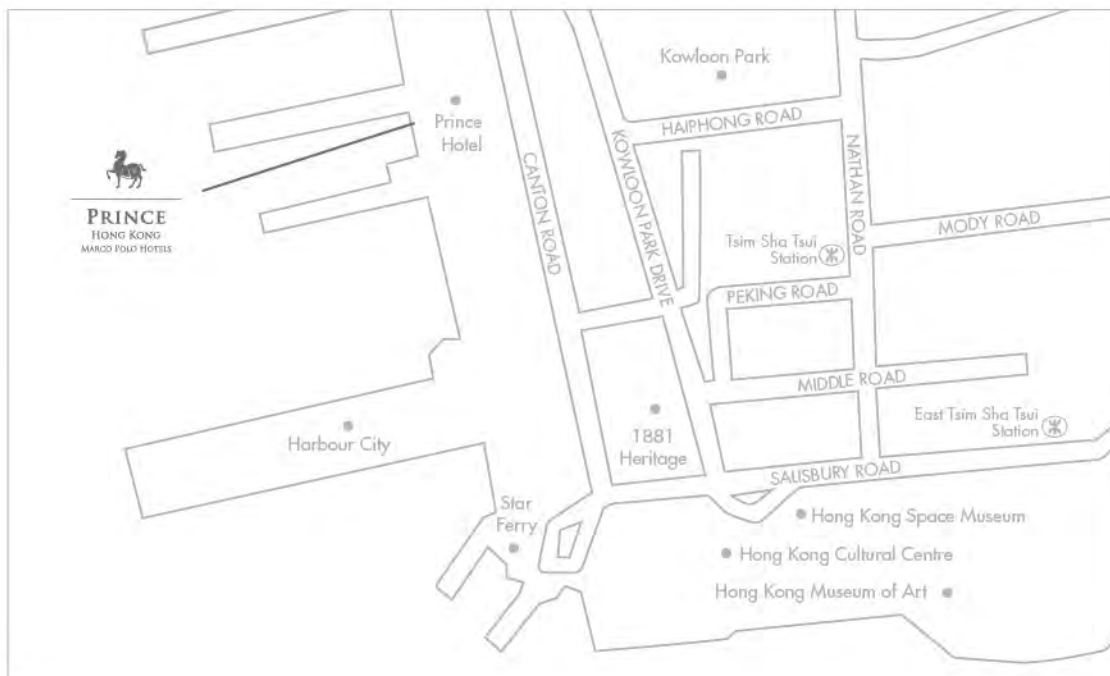 Kowloon Park
HAIPHONG ROAD
Prince
Hotel
PRINCE
HONG KONG
MARCO POLO HOTELS
CANTON ROAD
KOWLOON PARK DRIVE
NATHAN ROAD
MODY ROAD
Tsim Sha Tsui
Station
PEKING ROAD
MIDDLE ROAD
East Tsim Sha Tsui
Station
Harbour City
1881
Heritage
SALISBURY ROAD
Star
Ferry
Hong Kong Space Museum
Hong Kong Cultural Centre
Hong Kong Museum of Art